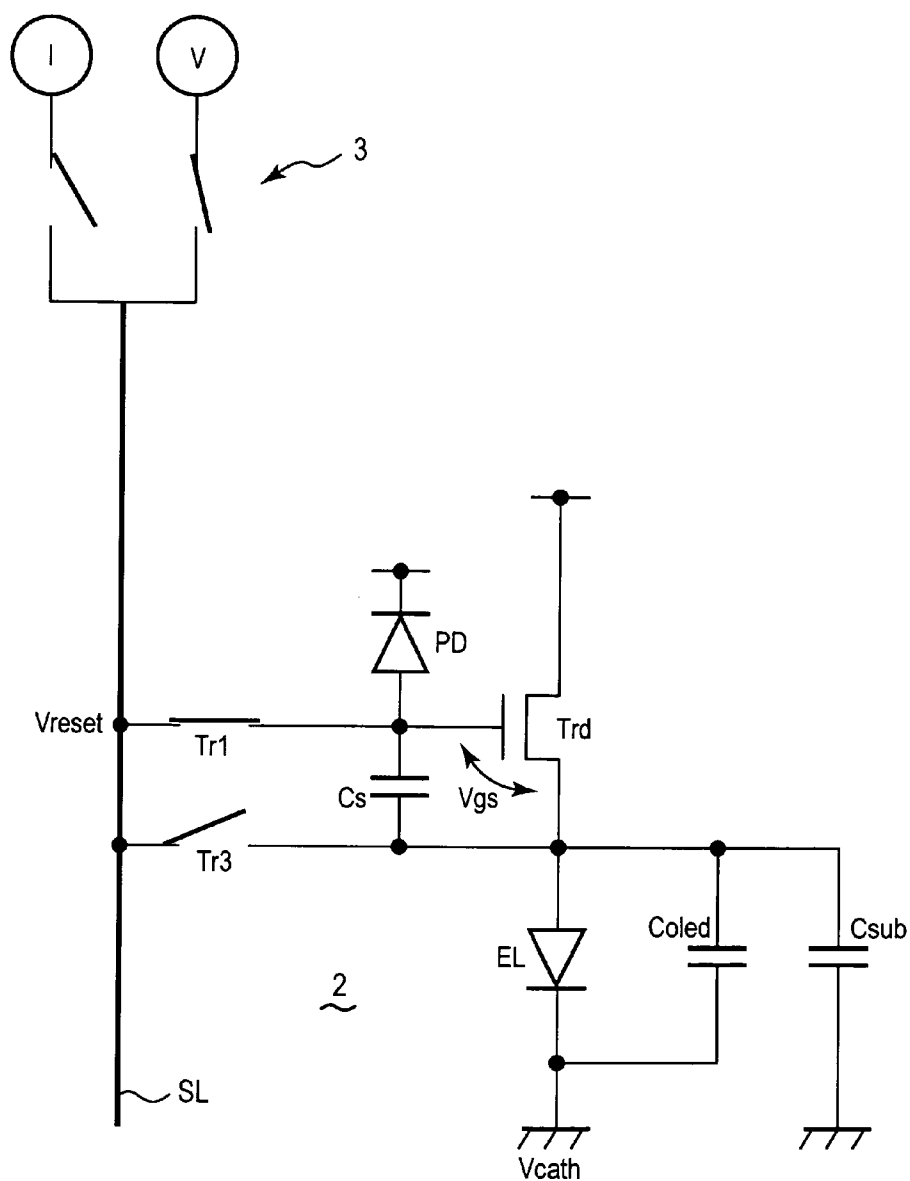 I
V
3
PD
Vreset
Tr1
Trd
Cs
Vgs
Tr3
EL
Coled
Csub
2
SL
Vcath